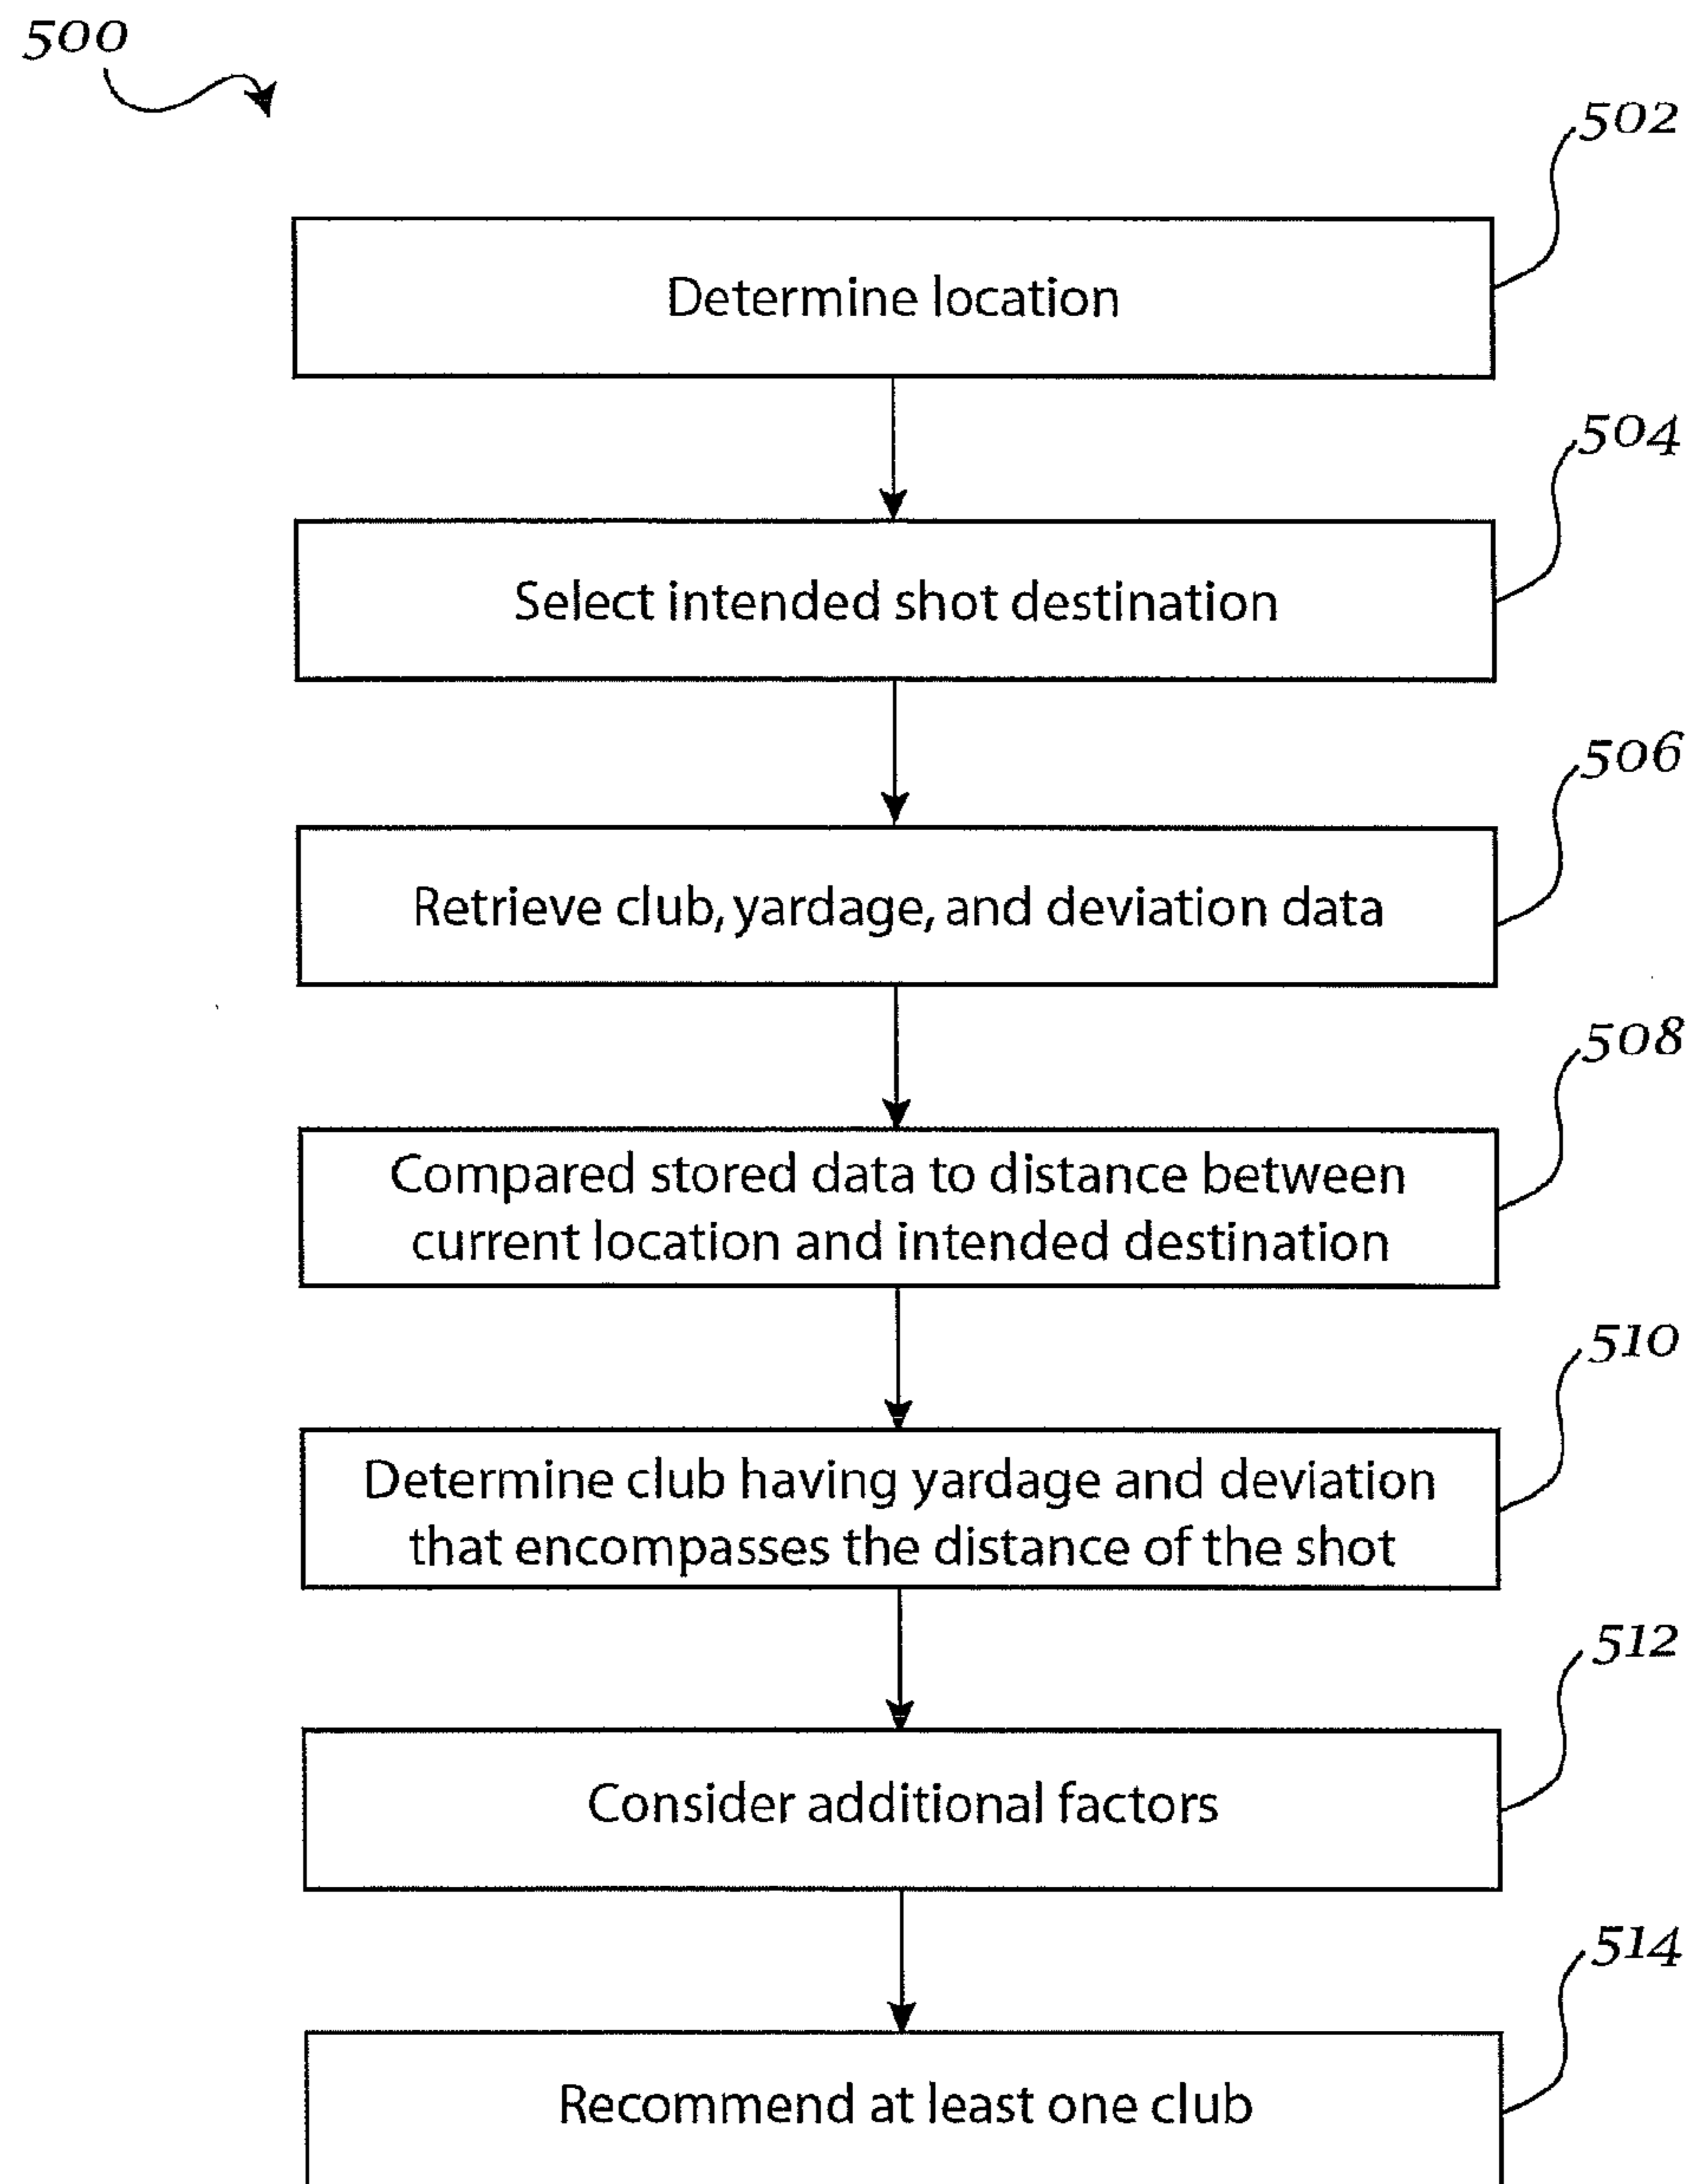 500
502
Determine location
504
Select intended shot destination
506
Retrieve club, yardage, and deviation data
508
Compared stored data to distance between
current location and intended destination
510
Determine club having yardage and deviation
that encompasses the distance of the shot
512
Consider additional factors
514
Recommend at least one club